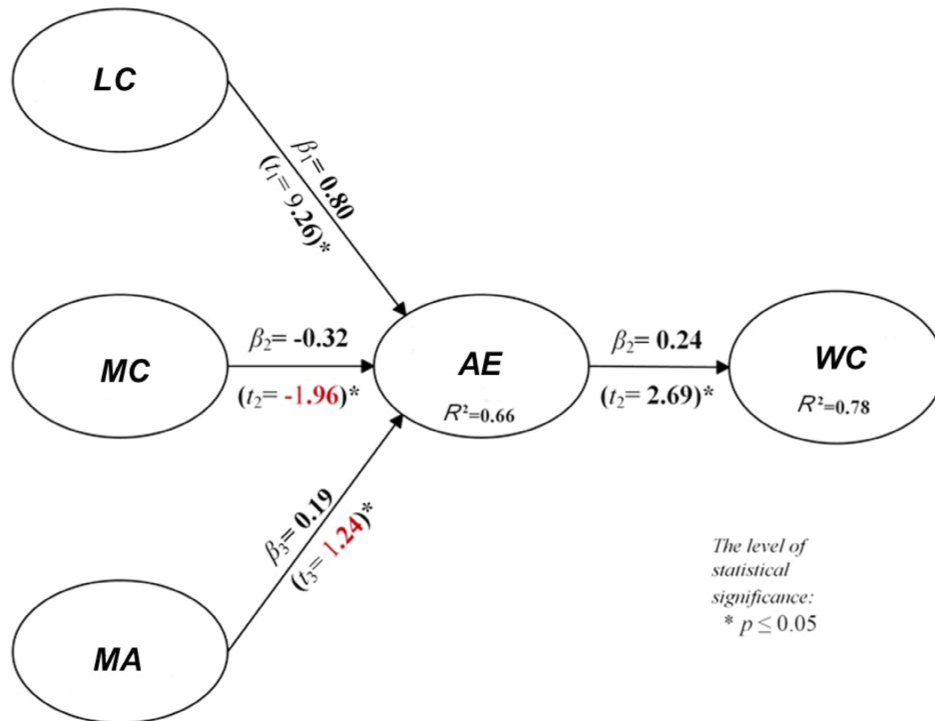 LC
β₁= 0.80
(t₁= 9.26)*
MC
β₂= -0.32
(t₂= -1.96)*
AE
R²=0.66
β₂= 0.24
(t₂= 2.69)*
WC
R²=0.78
β₃= 0.19
(t₃= 1.24)*
MA
The level of
statistical
significance:
* p ≤ 0.05